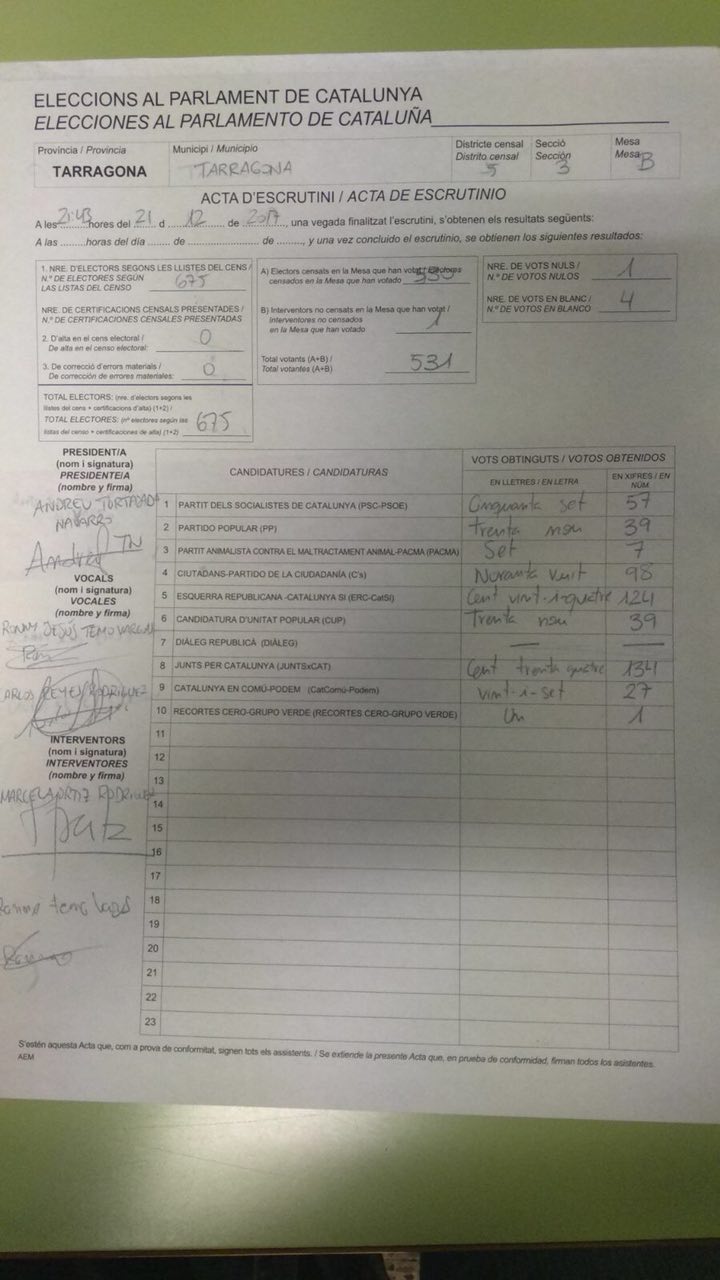 ELECCIONS AL PARLAMENT DE CATALUNYA
ELECCIONES AL PARLAMENTO DE CATALUÑA
Provincia / Provincia
TARRAGONA
Municipi / Municipio
TARRAGONA
Districte censal
Distrito censal
5
Secció
Sección
3
Mesa
Mesa
B
ACTA D'ESCRUTINI / ACTA DE ESCRUTINIO
A les 21:43 hores del 21 d 12 de 2017, una vegada finalitzat l'escrutini, s'obtenen els resultats següents:
A las .........horas del día ....... de .................... de ........, y una vez concluido el escrutinio, se obtienen los siguientes resultados:
1. NRE. D'ELECTORS SEGONS LES LLISTES DEL CENS /
N.º DE ELECTORES SEGÚN
LAS LISTAS DEL CENSO
675
NRE. DE CERTIFICACIONS CENSALS PRESENTADES /
N.º DE CERTIFICACIONES CENSALES PRESENTADAS
2. D'alta en el cens electoral /
De alta en el censo electoral:
0
3. De correcció d'errors materials /
De corrección de errores materiales:
0
TOTAL ELECTORS: (nre. d'electors segons les
llistes del cens + certificacions d'alta) (1+2) /
TOTAL ELECTORES: (nº electores según las
listas del censo + certificaciones de alta) (1+2)
675
A) Electors censats en la Mesa que han votat / Electores
censados en la Mesa que han votado
530
B) Interventors no censats en la Mesa que han votat /
Interventores no censados
en la Mesa que han votado
1
Total votants (A+B) /
Total votantes (A+B)
531
NRE. DE VOTS NULS /
N.º DE VOTOS NULOS
1
NRE. DE VOTS EN BLANC /
N.º DE VOTOS EN BLANCO
4
PRESIDENT/A
(nom i signatura)
PRESIDENTE/A
(nombre y firma)
ANDREU TORTAJADA
NAVARRO
Andreu TN
VOCALS
(nom i signatura)
VOCALES
(nombre y firma)
RONNY JESÚS TEMO VARGAS
CARLOS REYES RODRIGUEZ
INTERVENTORS
(nom i signatura)
INTERVENTORES
(nombre y firma)
MARCELA ORTIZ RODRIGUEZ
CANDIDATURES / CANDIDATURAS
VOTS OBTINGUTS / VOTOS OBTENIDOS
EN LLETRES / EN LETRA
EN XIFRES / EN NÚM
1 PARTIT DELS SOCIALISTES DE CATALUNYA (PSC-PSOE) Cinquanta set 57
2 PARTIDO POPULAR (PP) trenta nou 39
3 PARTIT ANIMALISTA CONTRA EL MALTRACTAMENT ANIMAL-PACMA (PACMA) Set 7
4 CIUTADANS-PARTIDO DE LA CIUDADANÍA (C's) Noranta vuit 98
5 ESQUERRA REPUBLICANA -CATALUNYA SI (ERC-CatSI) Cent vint-i-quatre 124
6 CANDIDATURA D'UNITAT POPULAR (CUP) Trenta nou 39
7 DIÀLEG REPUBLICÀ (DIÀLEG) — —
8 JUNTS PER CATALUNYA (JUNTSxCAT) Cent trenta quatre 134
9 CATALUNYA EN COMÚ-PODEM (CatComú-Podem) vint-i-set 27
10 RECORTES CERO-GRUPO VERDE (RECORTES CERO-GRUPO VERDE) Un 1
11
12
13
14
15
16
17
18
19
20
21
22
23
S'estén aquesta Acta que, com a prova de conformitat, signen tots els assistents. / Se extiende la presente Acta que, en prueba de conformidad, firman todos los asistentes.
AEM